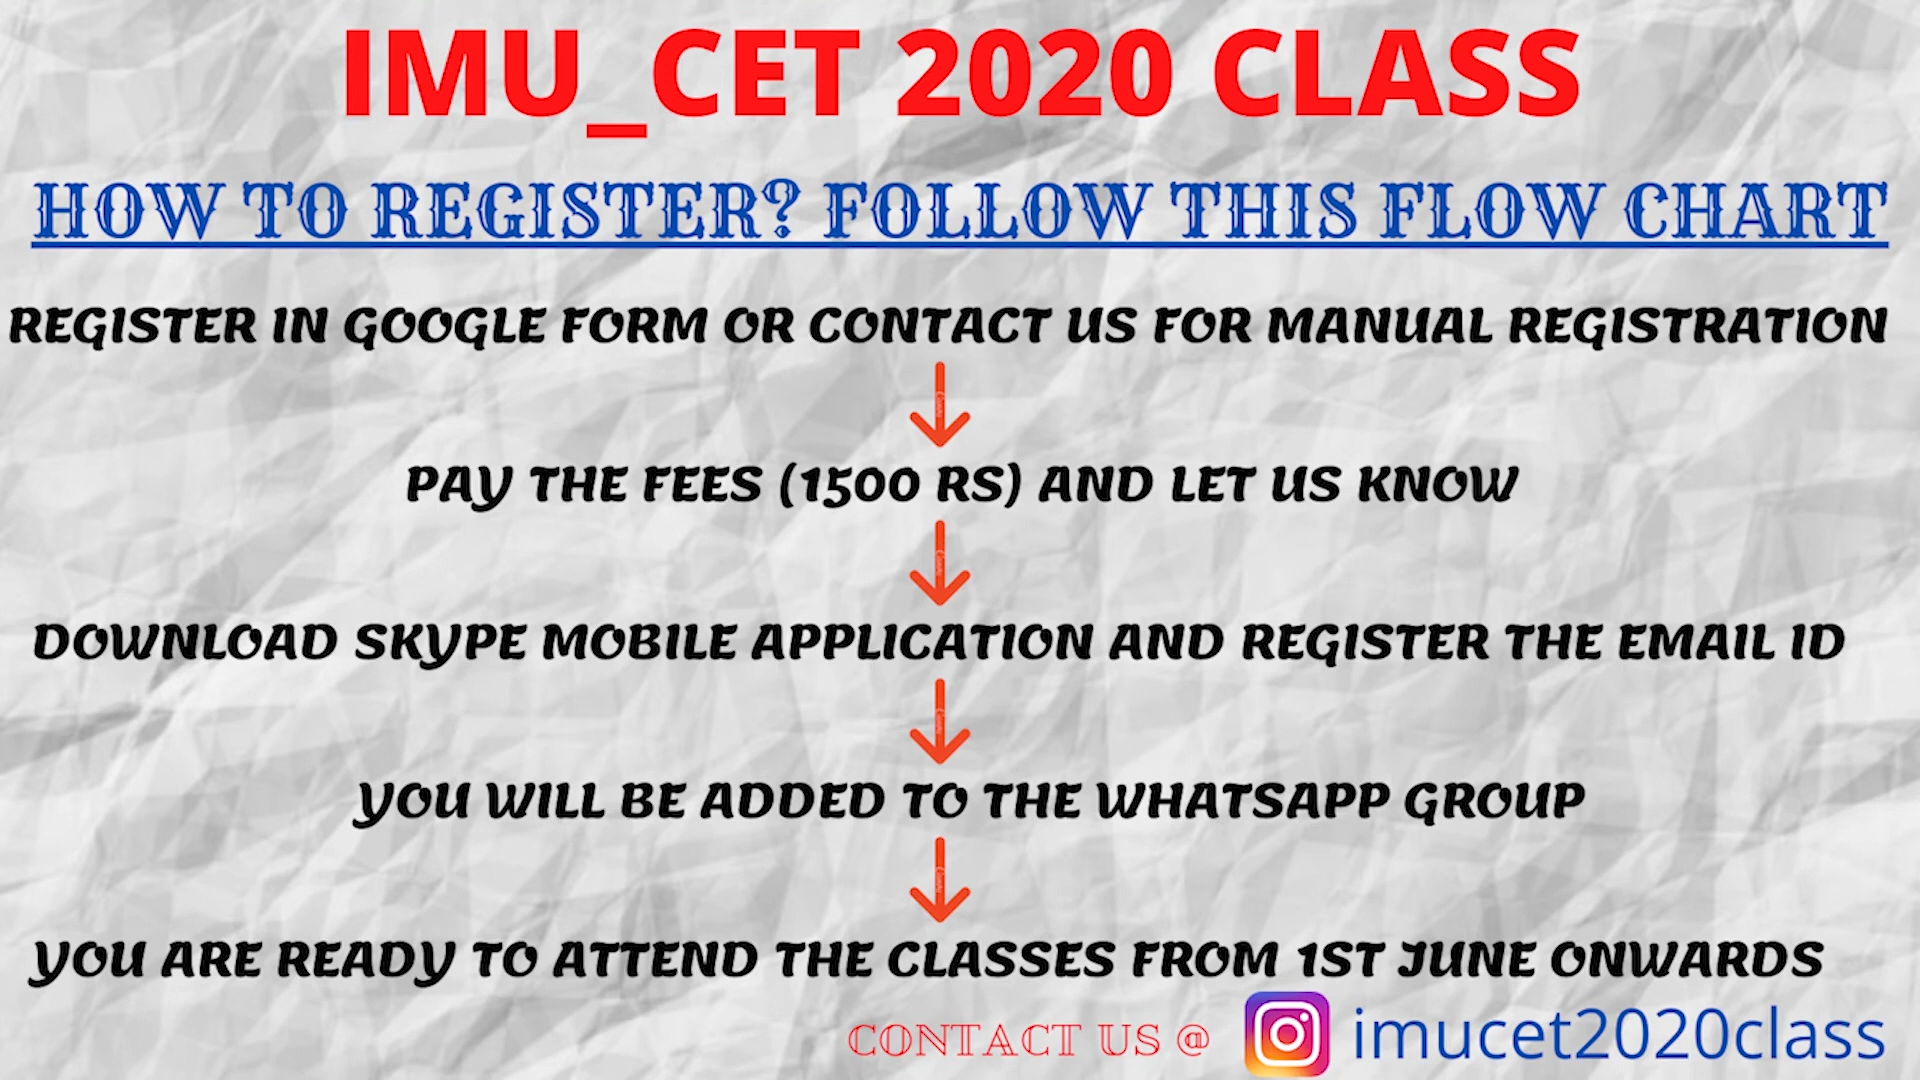 IMU_CET 2020 CLASS
HOW TO REGISTER? FOLLOW THIS FLOW CHART
REGISTER IN GOOGLE FORM OR CONTACT US FOR MANUAL REGISTRATION
PAY THE FEES (1500 RS) AND LET US KNOW
DOWNLOAD SKYPE MOBILE APPLICATION AND REGISTER THE EMAIL ID
YOU WILL BE ADDED TO THE WHATSAPP GROUP
YOU ARE READY TO ATTEND THE CLASSES FROM 1ST JUNE ONWARDS
CONTACT US @ imucet2020class